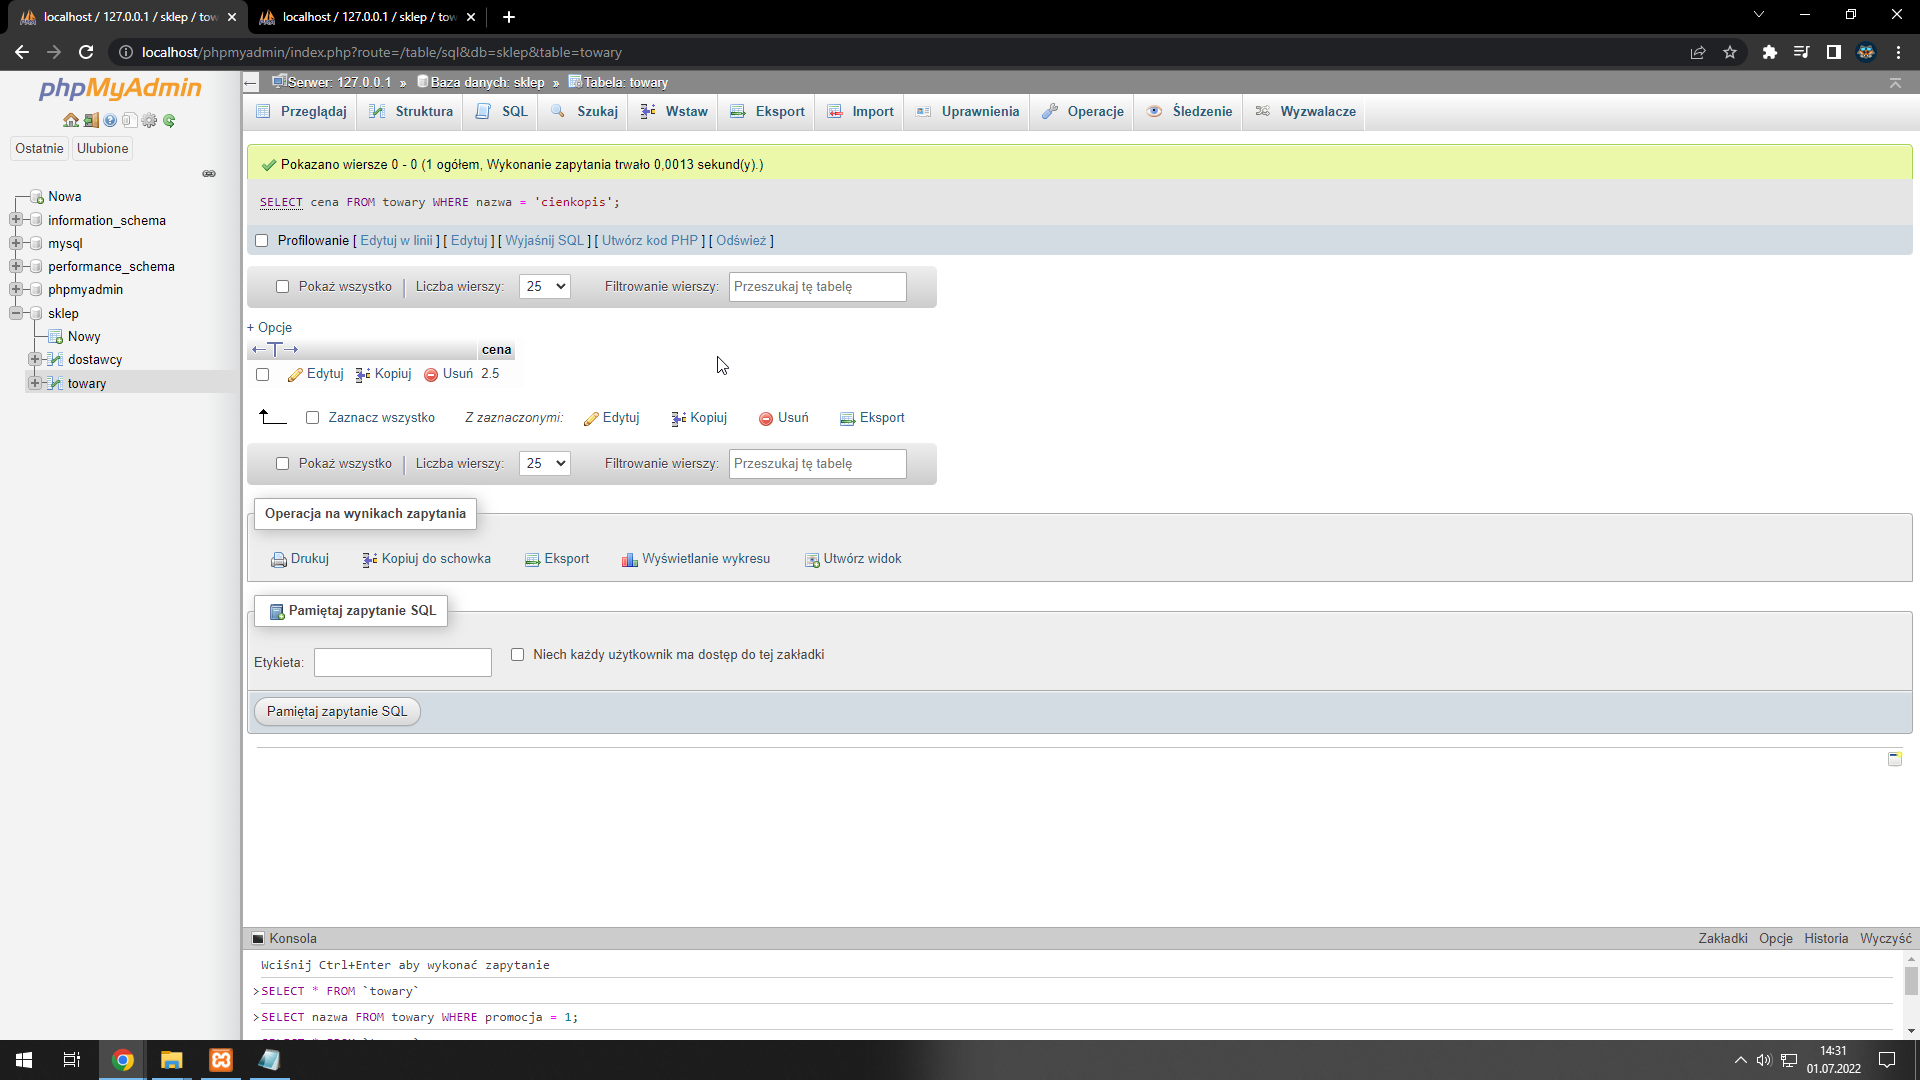 localhost / 127.0.0.1 / sklep / tow
localhost / 127.0.0.1 / sklep / tow
localhost/phpmyadmin/index.php?route=/table/sql&db=sklep&table=towary
phpMyAdmin
Ostatnie Ulubione
Nowa
information_schema
mysql
performance_schema
phpmyadmin
sklep
Nowy
dostawcy
towary
Serwer: 127.0.0.1 » Baza danych: sklep » Tabela: towary
Przeglądaj Struktura SQL Szukaj Wstaw Eksport Import Uprawnienia Operacje Śledzenie Wyzwalacze
Pokazano wiersze 0 - 0 (1 ogółem, Wykonanie zapytania trwało 0,0013 sekund(y).)
SELECT cena FROM towary WHERE nazwa = 'cienkopis';
Profilowanie [ Edytuj w linii ] [ Edytuj ] [ Wyjaśnij SQL ] [ Utwórz kod PHP ] [ Odśwież ]
Pokaż wszystko | Liczba wierszy: 25 Filtrowanie wierszy: Przeszukaj tę tabelę
+ Opcje
←T→ cena
Edytuj Kopiuj Usuń 2.5
Zaznacz wszystko Z zaznaczonymi: Edytuj Kopiuj Usuń Eksport
Pokaż wszystko | Liczba wierszy: 25 Filtrowanie wierszy: Przeszukaj tę tabelę
Operacja na wynikach zapytania
Drukuj Kopiuj do schowka Eksport Wyświetlanie wykresu Utwórz widok
Pamiętaj zapytanie SQL
Etykieta: Niech każdy użytkownik ma dostęp do tej zakładki
Pamiętaj zapytanie SQL
Konsola Zakładki Opcje Historia Wyczyść
Wciśnij Ctrl+Enter aby wykonać zapytanie
>SELECT * FROM `towary`
>SELECT nazwa FROM towary WHERE promocja = 1;
14:31
01.07.2022